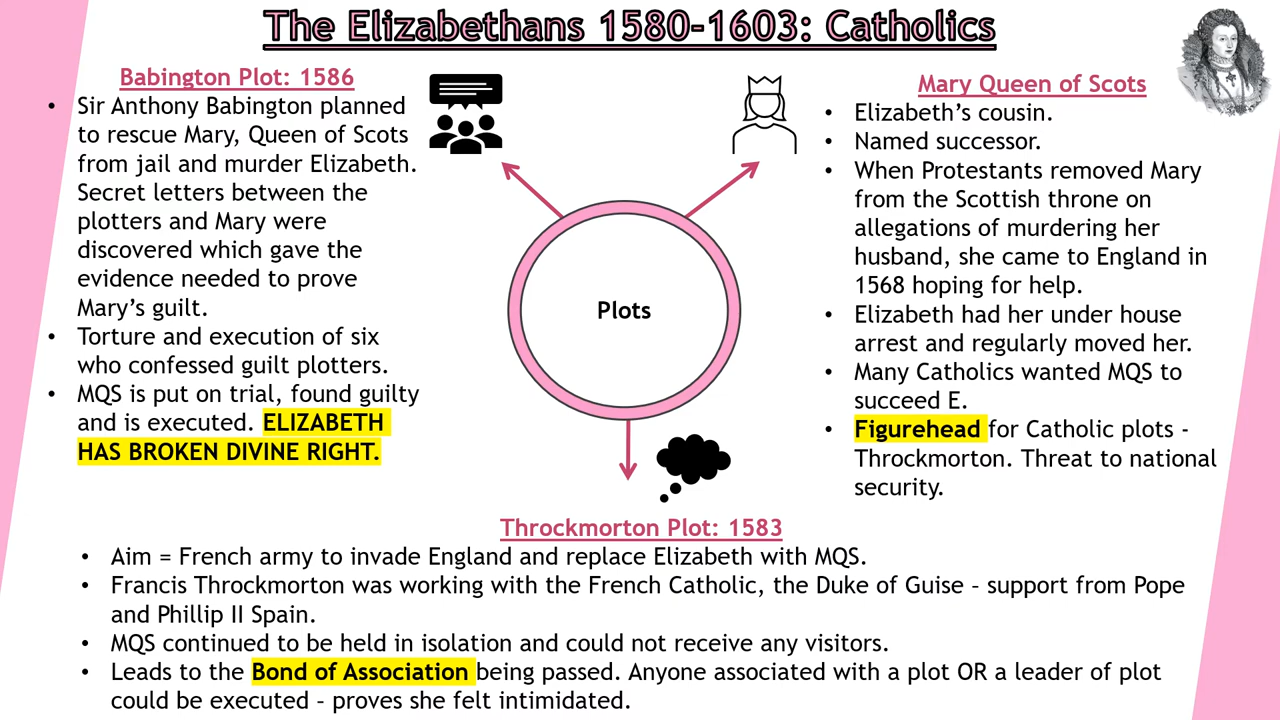 The Elizabethans 1580-1603: Catholics
Babington Plot: 1586
• Sir Anthony Babington planned
to rescue Mary, Queen of Scots
from jail and murder Elizabeth.
Secret letters between the
plotters and Mary were
discovered which gave the
evidence needed to prove
Mary’s guilt.
• Torture and execution of six
who confessed guilt plotters.
• MQS is put on trial, found guilty
and is executed. ELIZABETH
HAS BROKEN DIVINE RIGHT.
Plots
Mary Queen of Scots
• Elizabeth’s cousin.
• Named successor.
• When Protestants removed Mary
from the Scottish throne on
allegations of murdering her
husband, she came to England in
1568 hoping for help.
• Elizabeth had her under house
arrest and regularly moved her.
• Many Catholics wanted MQS to
succeed E.
• Figurehead for Catholic plots -
Throckmorton. Threat to national
security.
Throckmorton Plot: 1583
• Aim = French army to invade England and replace Elizabeth with MQS.
• Francis Throckmorton was working with the French Catholic, the Duke of Guise – support from Pope
and Phillip II Spain.
• MQS continued to be held in isolation and could not receive any visitors.
• Leads to the Bond of Association being passed. Anyone associated with a plot OR a leader of plot
could be executed – proves she felt intimidated.